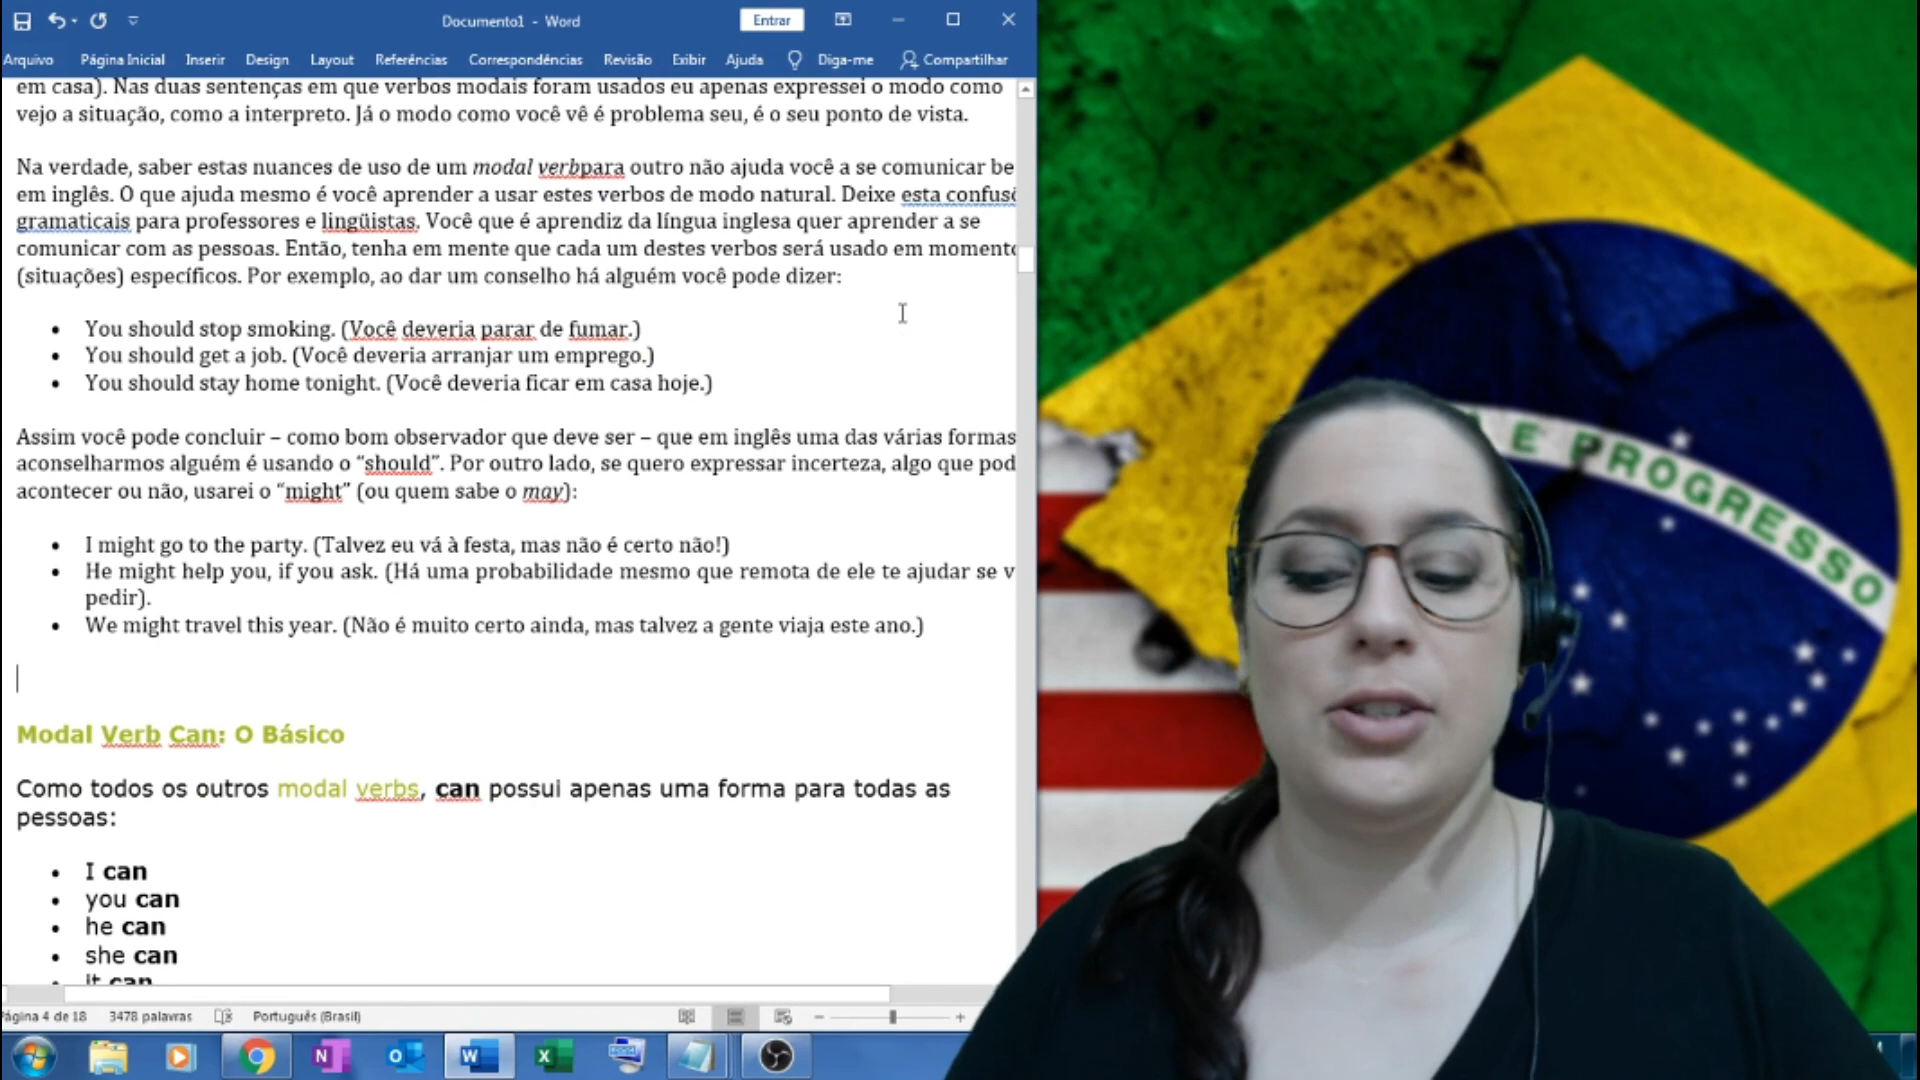 Documento1 - Word
Entrar
Arquivo Página Inicial Inserir Design Layout Referências Correspondências Revisão Exibir Ajuda Diga-me Compartilhar
em casa). Nas duas sentenças em que verbos modais foram usados eu apenas expressei o modo como
vejo a situação, como a interpreto. Já o modo como você vê é problema seu, é o seu ponto de vista.
Na verdade, saber estas nuances de uso de um modal verbpara outro não ajuda você a se comunicar be
em inglês. O que ajuda mesmo é você aprender a usar estes verbos de modo natural. Deixe esta confusõ
gramaticais para professores e lingüistas. Você que é aprendiz da língua inglesa quer aprender a se
comunicar com as pessoas. Então, tenha em mente que cada um destes verbos será usado em momento
(situações) específicos. Por exemplo, ao dar um conselho há alguém você pode dizer:
• You should stop smoking. (Você deveria parar de fumar.)
• You should get a job. (Você deveria arranjar um emprego.)
• You should stay home tonight. (Você deveria ficar em casa hoje.)
Assim você pode concluir – como bom observador que deve ser – que em inglês uma das várias formas
aconselharmos alguém é usando o “should”. Por outro lado, se quero expressar incerteza, algo que pod
acontecer ou não, usarei o “might” (ou quem sabe o may):
• I might go to the party. (Talvez eu vá à festa, mas não é certo não!)
• He might help you, if you ask. (Há uma probabilidade mesmo que remota de ele te ajudar se v
pedir).
• We might travel this year. (Não é muito certo ainda, mas talvez a gente viaja este ano.)
Modal Verb Can: O Básico
Como todos os outros modal verbs, can possui apenas uma forma para todas as
pessoas:
• I can
• you can
• he can
• she can
• it can
Página 4 de 18 3478 palavras Português (Brasil)
E PROGRESSO